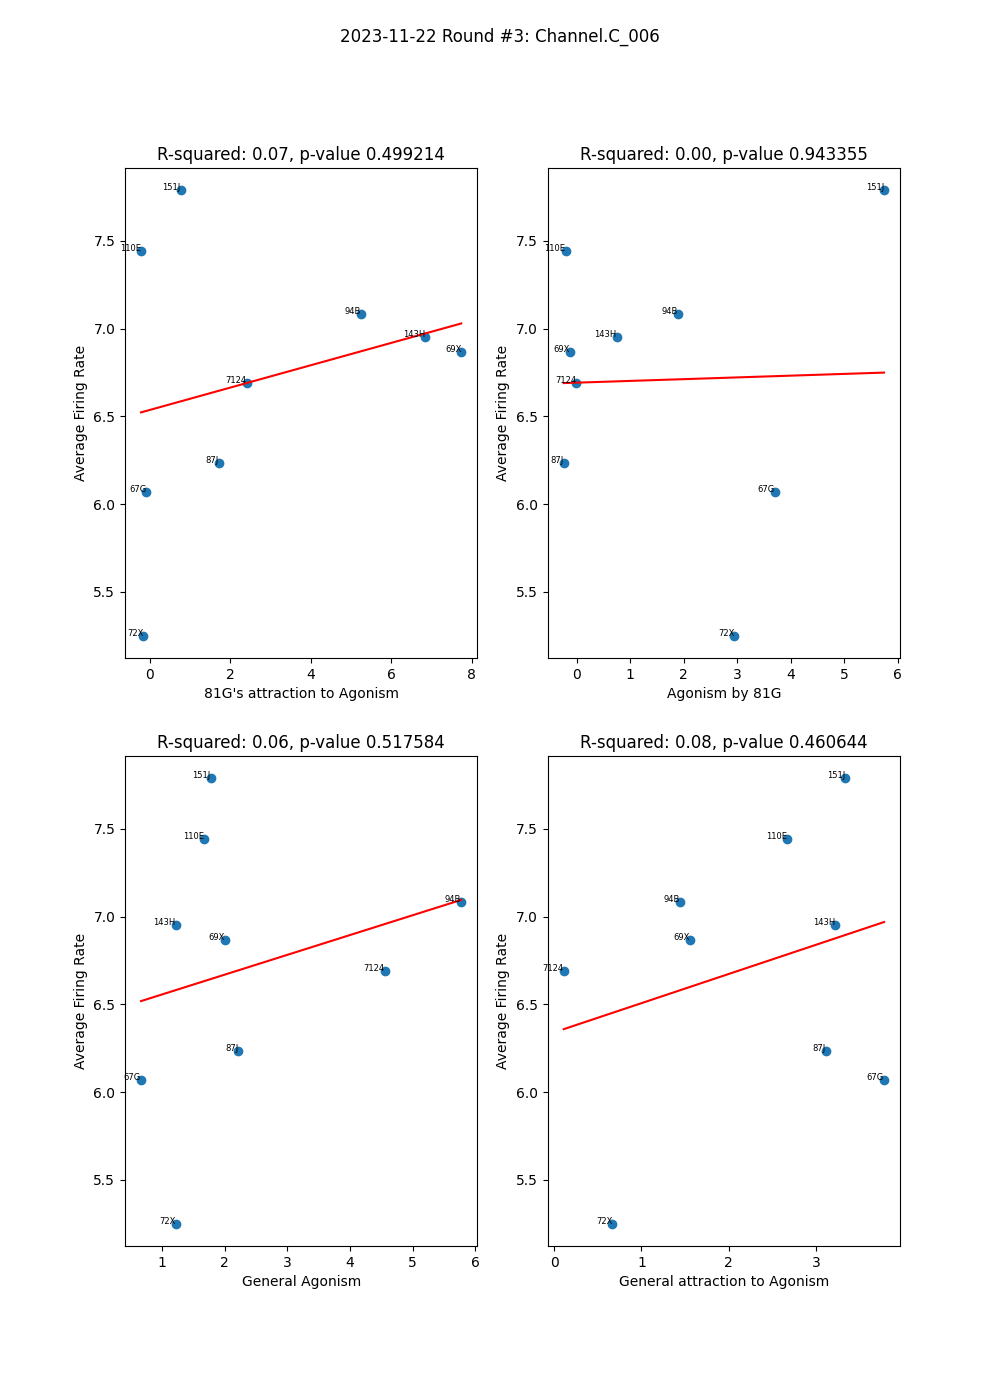 2023-11-22 Round #3: Channel.C_006
R-squared: 0.07, p-value 0.499214
151J
110E
94B
143H
69X
7124
87J
67G
72X
7.5
7.0
6.5
6.0
5.5
Average Firing Rate
0 2 4 6 8
81G's attraction to Agonism
R-squared: 0.00, p-value 0.943355
151J
110E
94B
143H
69X
7124
87J
67G
72X
7.5
7.0
6.5
6.0
5.5
Average Firing Rate
0 1 2 3 4 5 6
Agonism by 81G
R-squared: 0.06, p-value 0.517584
151J
110E
94B
143H
69X
7124
87J
67G
72X
7.5
7.0
6.5
6.0
5.5
Average Firing Rate
1 2 3 4 5 6
General Agonism
R-squared: 0.08, p-value 0.460644
151J
110E
94B
143H
69X
7124
87J
67G
72X
7.5
7.0
6.5
6.0
5.5
Average Firing Rate
0 1 2 3
General attraction to Agonism